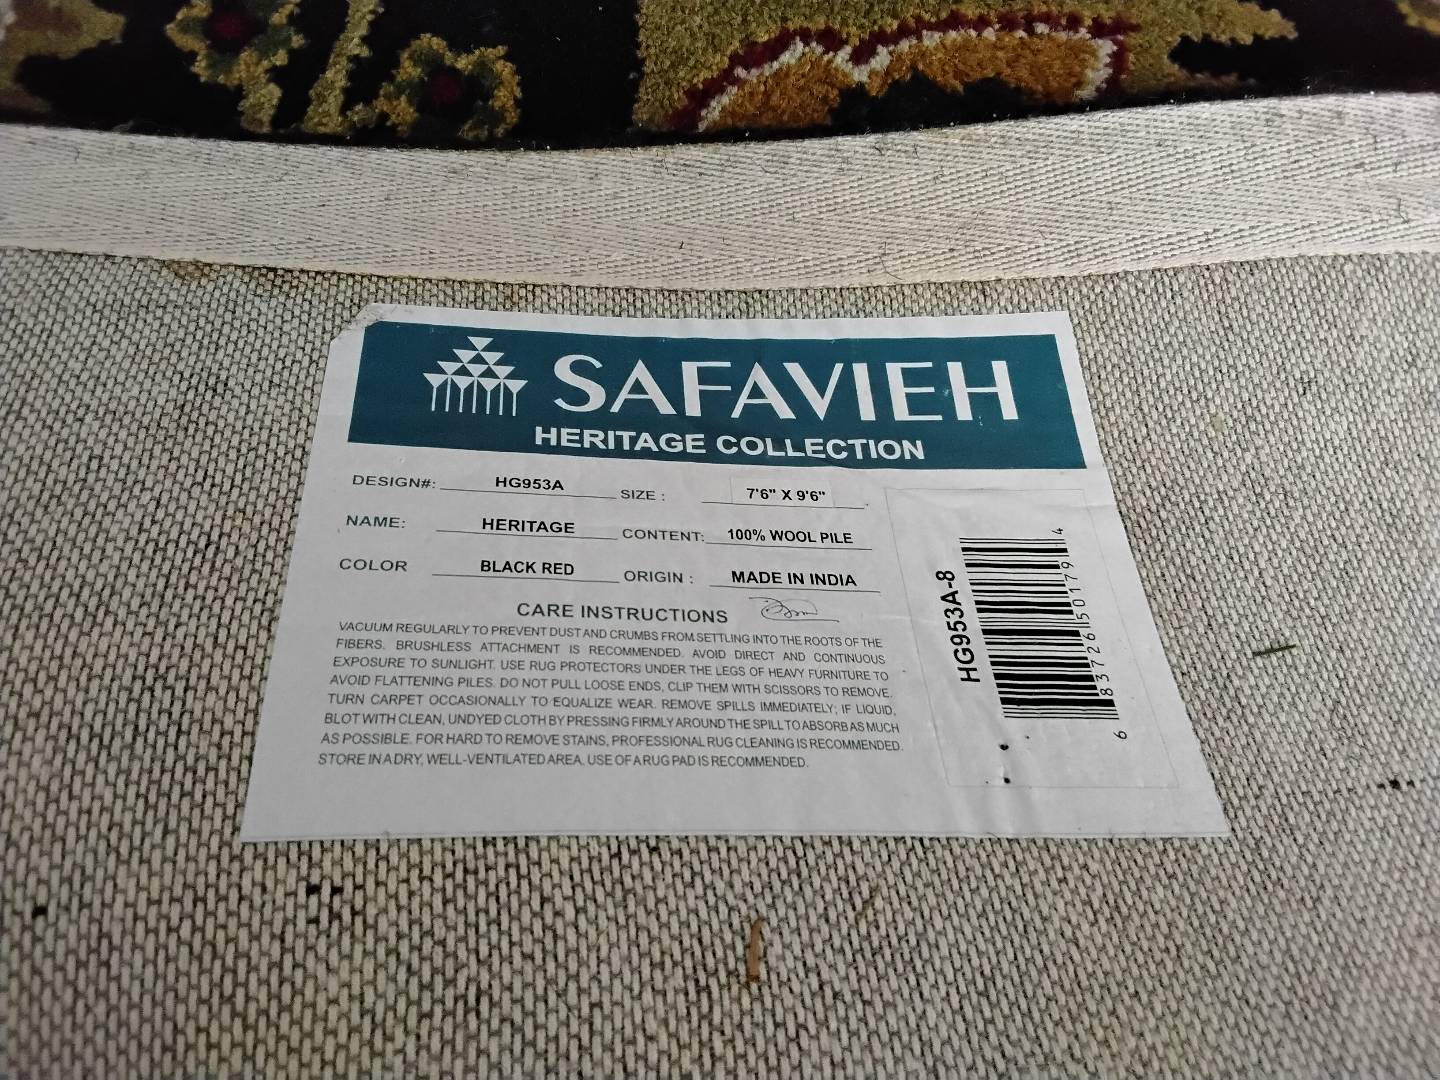 SAFAVIEH
HERITAGE COLLECTION
DESIGN#: HG953A SIZE : 7'6" X 9'6"
NAME: HERITAGE CONTENT: 100% WOOL PILE
COLOR BLACK RED ORIGIN : MADE IN INDIA
CARE INSTRUCTIONS
VACUUM REGULARLY TO PREVENT DUST AND CRUMBS FROM SETTLING INTO THE ROOTS OF THE
FIBERS. BRUSHLESS ATTACHMENT IS RECOMMENDED. AVOID DIRECT AND CONTINUOUS
EXPOSURE TO SUNLIGHT. USE RUG PROTECTORS UNDER THE LEGS OF HEAVY FURNITURE TO
AVOID FLATTENING PILES. DO NOT PULL LOOSE ENDS, CLIP THEM WITH SCISSORS TO REMOVE.
TURN CARPET OCCASIONALLY TO EQUALIZE WEAR. REMOVE SPILLS IMMEDIATELY; IF LIQUID,
BLOT WITH CLEAN, UNDYED CLOTH BY PRESSING FIRMLY AROUND THE SPILL TO ABSORB AS MUCH
AS POSSIBLE. FOR HARD TO REMOVE STAINS, PROFESSIONAL RUG CLEANING IS RECOMMENDED.
STORE IN A DRY, WELL-VENTILATED AREA. USE OF A RUG PAD IS RECOMMENDED.
HG953A-8
6 83726 50179 4